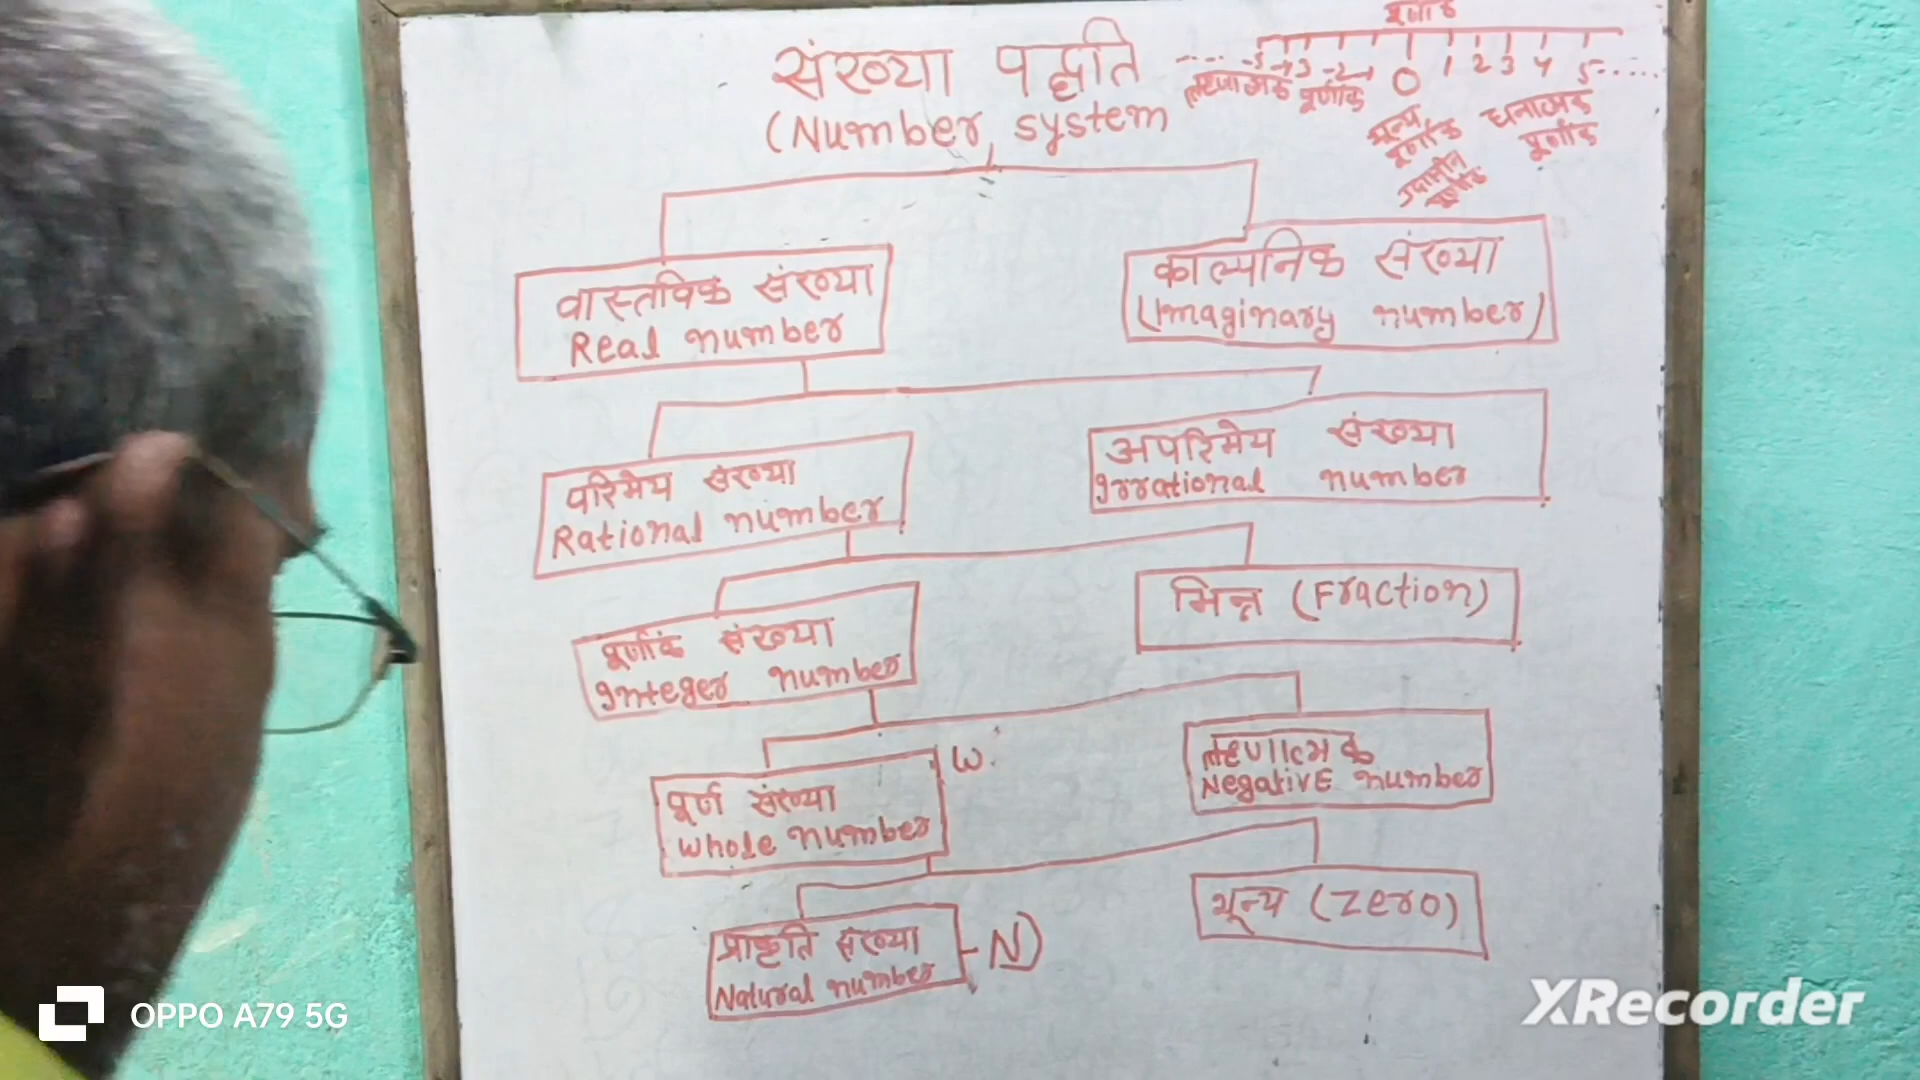 संख्या पद्धति
(Number system
पूर्णांक
..... -5 -4 -3 -2 -1 0 1 2 3 4 5.....
ऋणात्मक पूर्णांक
शून्य
पूर्णांक
उदासीन
पूर्णांक
धनात्मक
पूर्णांक
वास्तविक संख्या
Real number
काल्पनिक संख्या
(Imaginary number)
परिमेय संख्या
Rational number
अपरिमेय संख्या
Irrational number
पूर्णांक संख्या
Integer number
भिन्न (Fraction)
पूर्ण संख्या
Whole number
W
ऋणात्मक
NegativE number
प्राकृति संख्या
Natural number
- N)
शून्य (Zero)
OPPO A79 5G
XRecorder